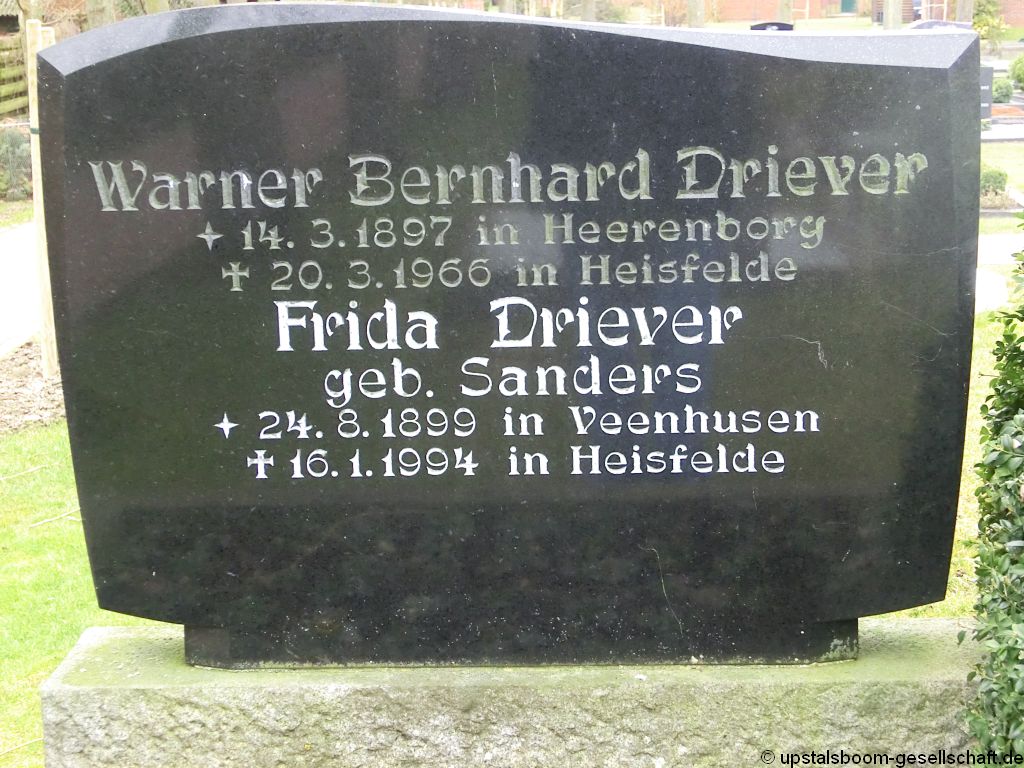 Warner Bernhard Driever
✦ 14. 3. 1897 in Heerenborg
✝ 20. 3. 1966 in Heisfelde
Frida Driever
geb. Sanders
✦ 24. 8. 1899 in Veenhusen
✝ 16. 1. 1994 in Heisfelde
© upstalsboom-gesellschaft.de